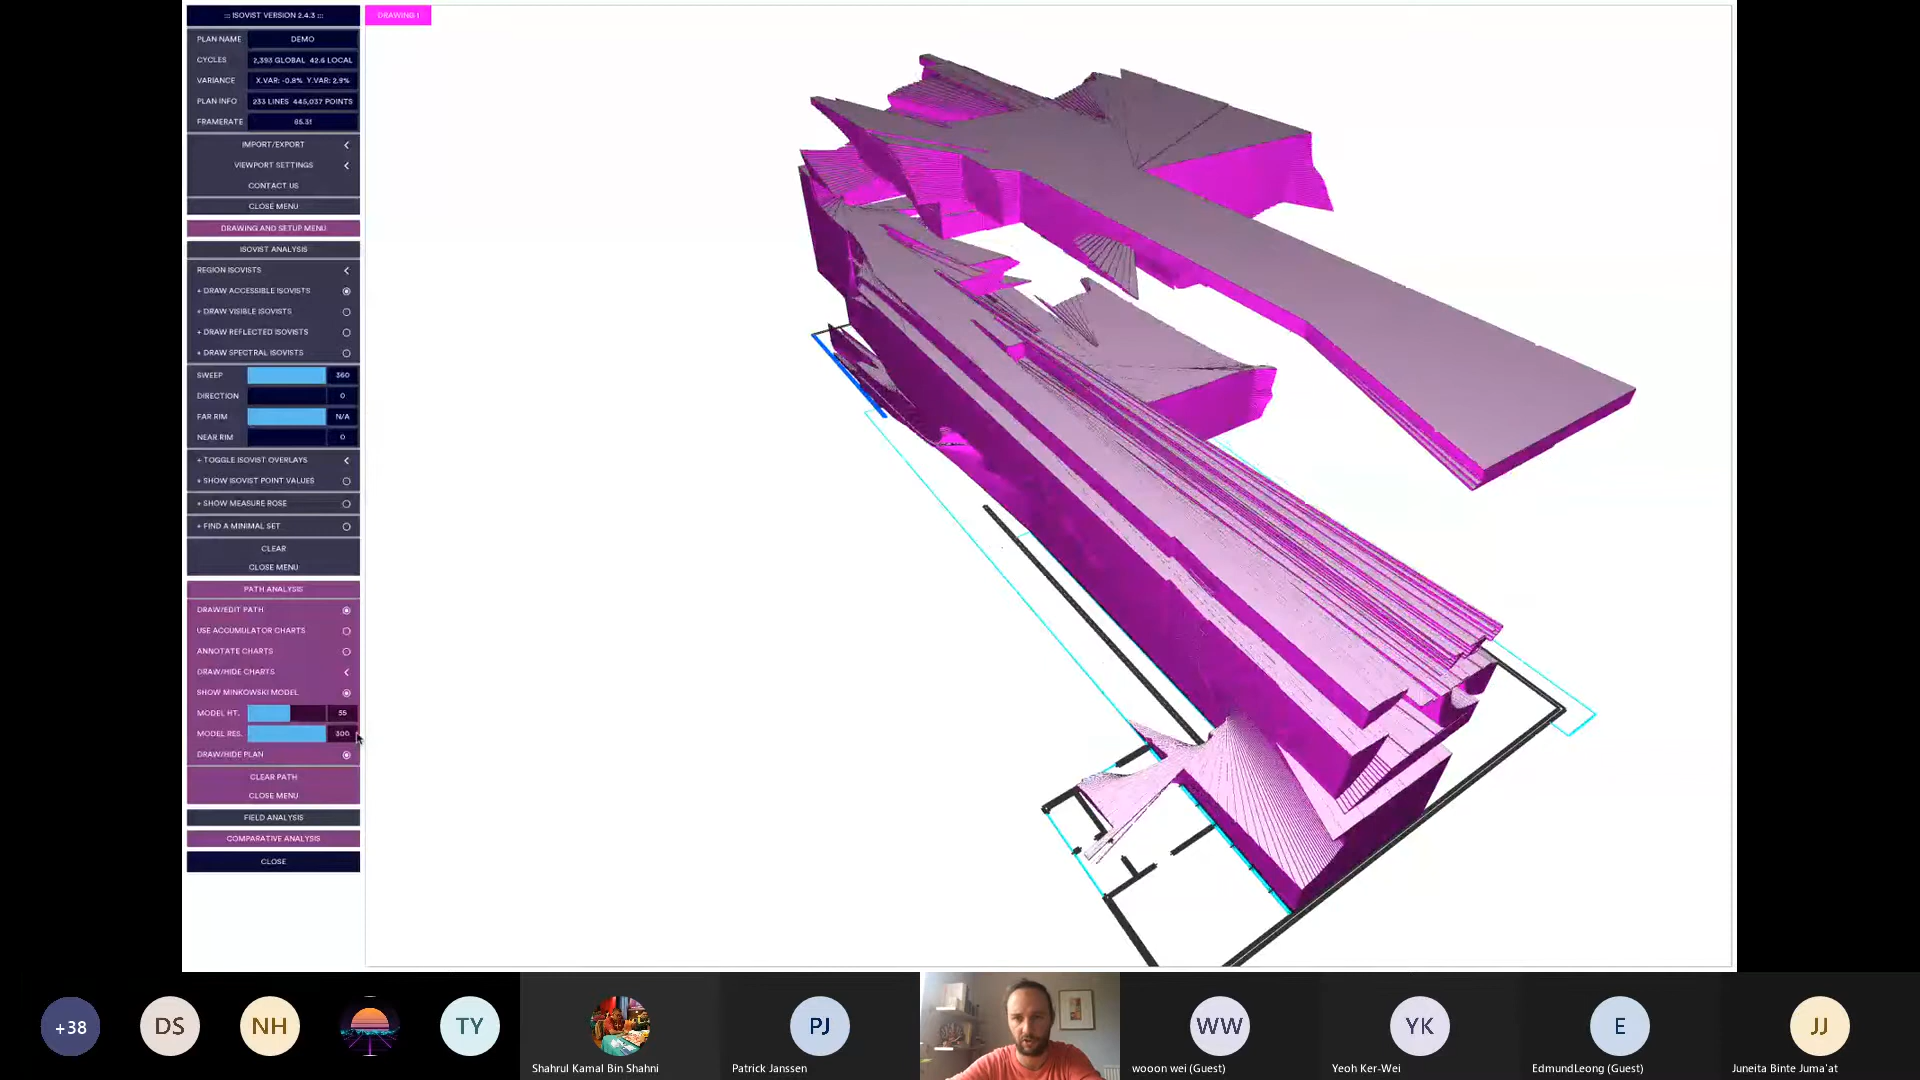 ::: ISOVIST VERSION 2.4.3 :::
DRAWING I
PLAN NAME DEMO
CYCLES 2,393 GLOBAL 42.6 LOCAL
VARIANCE X.VAR: -0.8% Y.VAR: 2.9%
PLAN INFO 233 LINES 445,037 POINTS
FRAMERATE 85.3f
IMPORT/EXPORT <
VIEWPORT SETTINGS <
CONTACT US
CLOSE MENU
DRAWING AND SETUP MENU
ISOVIST ANALYSIS
REGION ISOVISTS <
+ DRAW ACCESSIBLE ISOVISTS
+ DRAW VISIBLE ISOVISTS
+ DRAW REFLECTED ISOVISTS
+ DRAW SPECTRAL ISOVISTS
SWEEP 360
DIRECTION 0
FAR RIM N/A
NEAR RIM 0
+ TOGGLE ISOVIST OVERLAYS <
+ SHOW ISOVIST POINT VALUES
+ SHOW MEASURE ROSE
+ FIND A MINIMAL SET
CLEAR
CLOSE MENU
PATH ANALYSIS
DRAW/EDIT PATH
USE ACCUMULATOR CHARTS
ANNOTATE CHARTS
DRAW/HIDE CHARTS <
SHOW MINKOWSKI MODEL
MODEL HT. 55
MODEL RES. 300
DRAW/HIDE PLAN
CLEAR PATH
CLOSE MENU
FIELD ANALYSIS
COMPARATIVE ANALYSIS
CLOSE
+38
DS
NH
TY
Shahrul Kamal Bin Shahni
PJ
Patrick Janssen
WW
wooon wei (Guest)
YK
Yeoh Ker-Wei
E
EdmundLeong (Guest)
JJ
Juneita Binte Juma'at